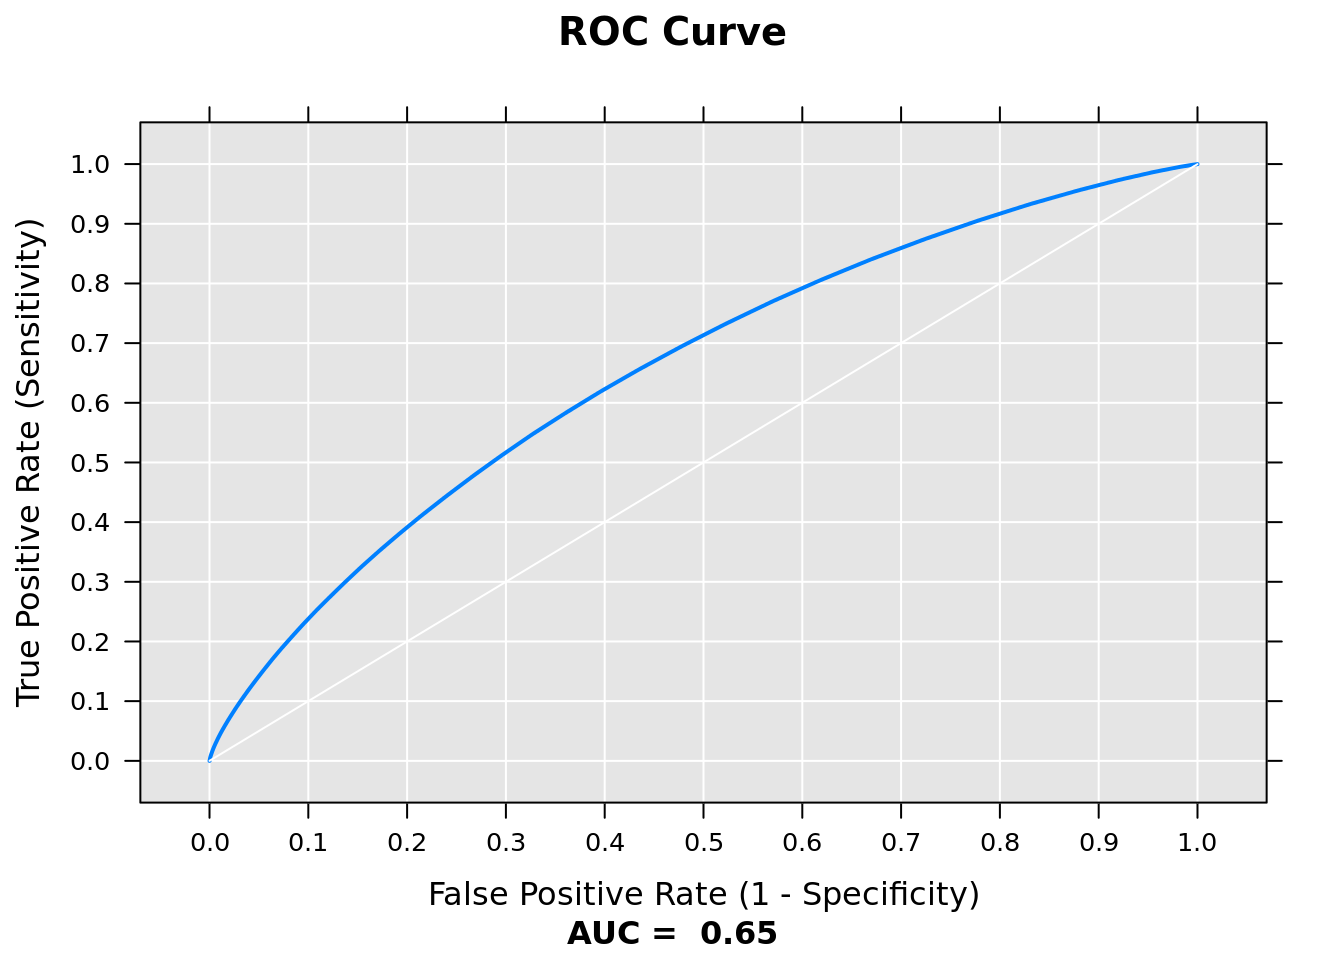 ROC Curve
True Positive Rate (Sensitivity)
1.0
0.9
0.8
0.7
0.6
0.5
0.4
0.3
0.2
0.1
0.0
0.0 0.1 0.2 0.3 0.4 0.5 0.6 0.7 0.8 0.9 1.0
False Positive Rate (1 - Specificity)
AUC =  0.65